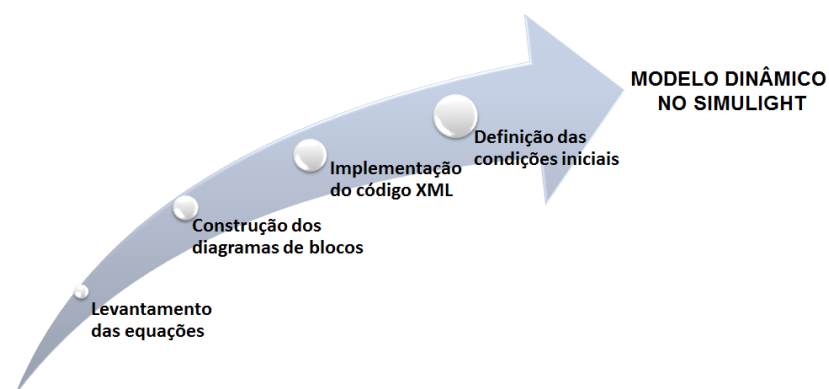 MODELO DINÂMICO
NO SIMULIGHT
Definição das
condições iniciais
Implementação
do código XML
Construção dos
diagramas de blocos
Levantamento
das equações